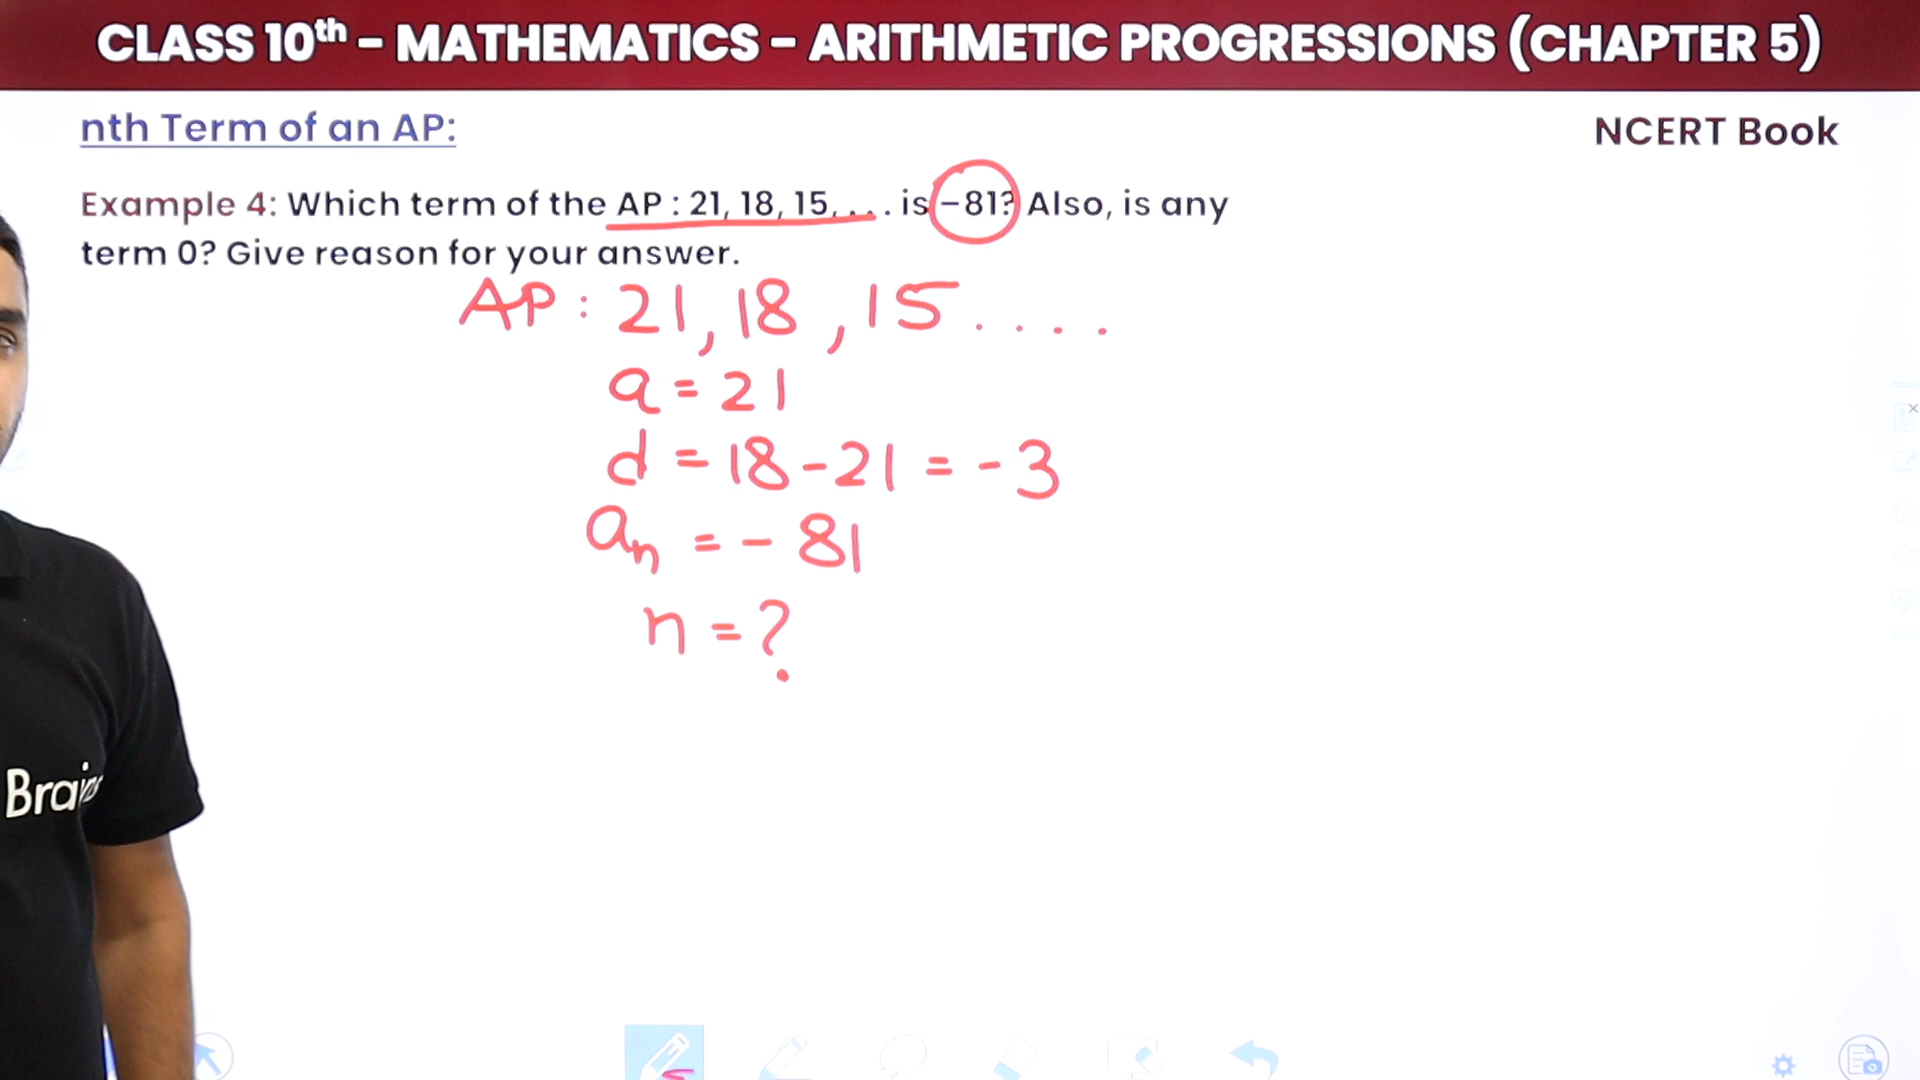 CLASS 10th - MATHEMATICS - ARITHMETIC PROGRESSIONS (CHAPTER 5)
nth Term of an AP:
NCERT Book
Example 4: Which term of the AP : 21, 18, 15, . . . is -81? Also, is any
term 0? Give reason for your answer.
AP : 21, 18, 15 . . . .
a = 21
d = 18 - 21 = - 3
an = - 81
n = ?
Brains